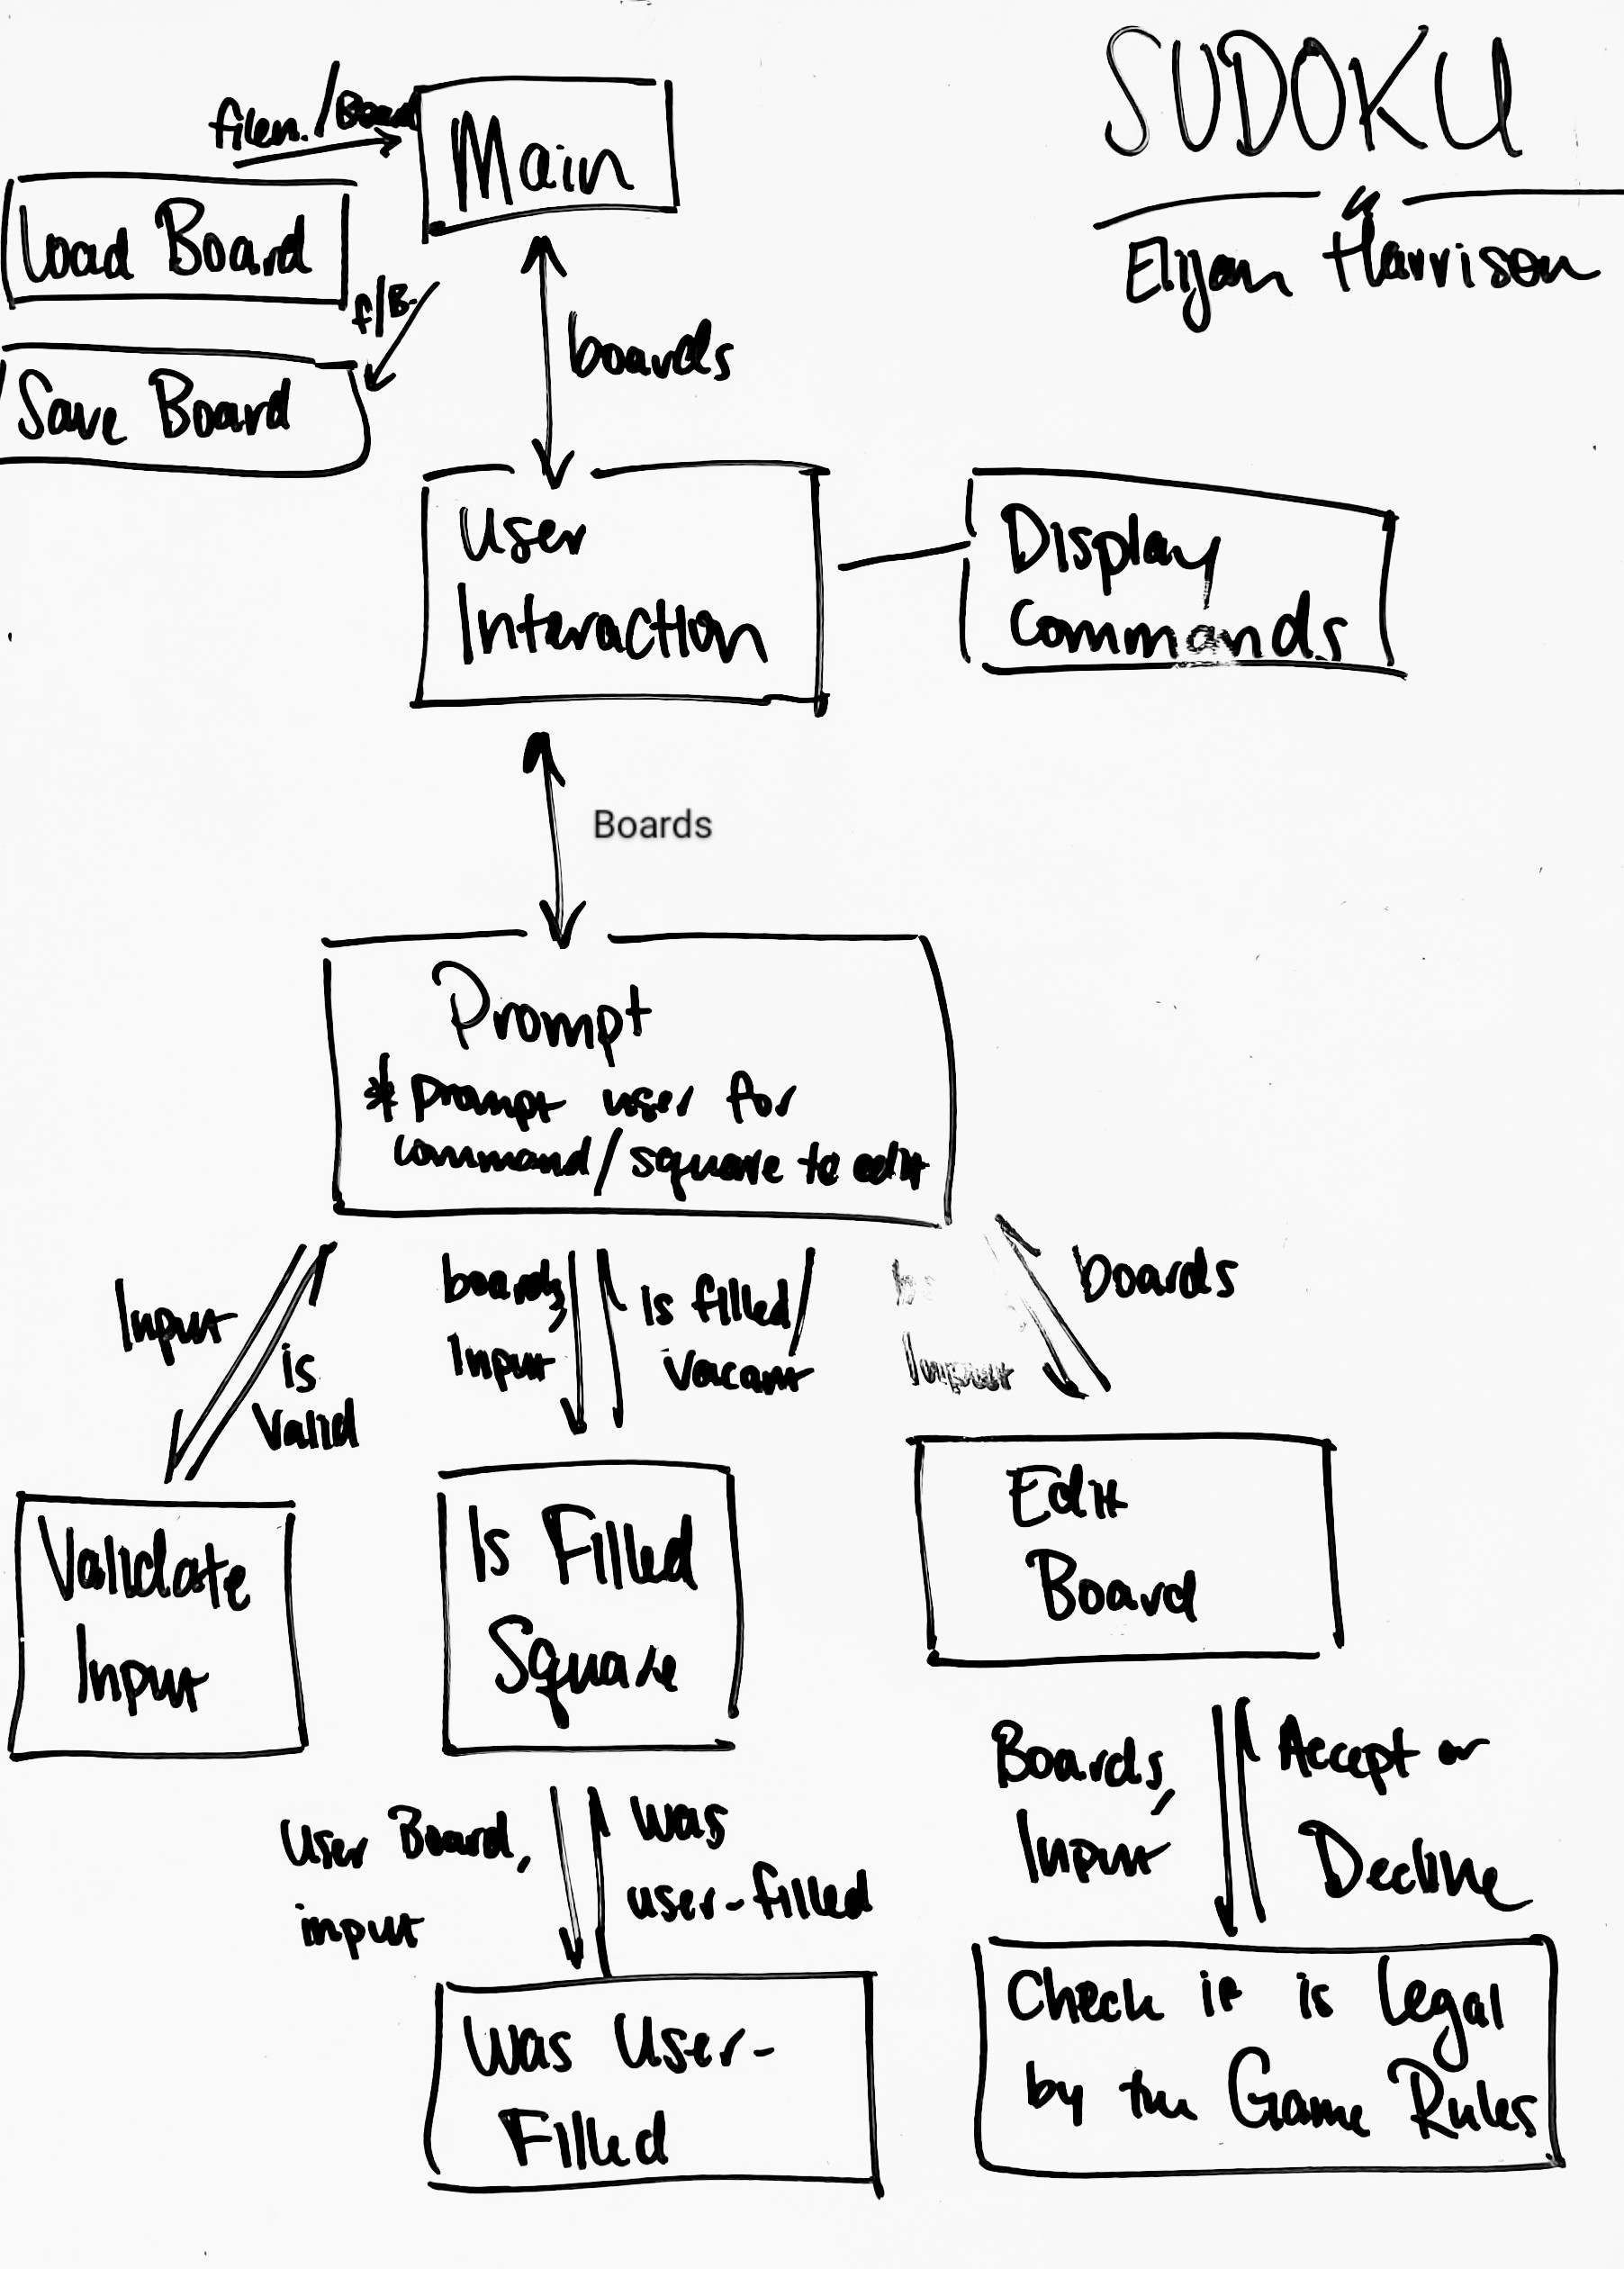 SUDOKU
Elijah Harrison
filen./Board
Main
Load Board
f/B.
Save Board
boards
User
Interaction
Display
Commands
Boards
Prompt
* Prompt user for
command/square to edit
Input
is
Valid
boards,
Input
Is filled/
Vacant
boards
Input
Validate
Input
Is Filled
Square
Edit
Board
User Board,
input
Was
user-filled
Boards,
Input
Accept or
Decline
Was User-
Filled
Check if is legal
by the Game Rules